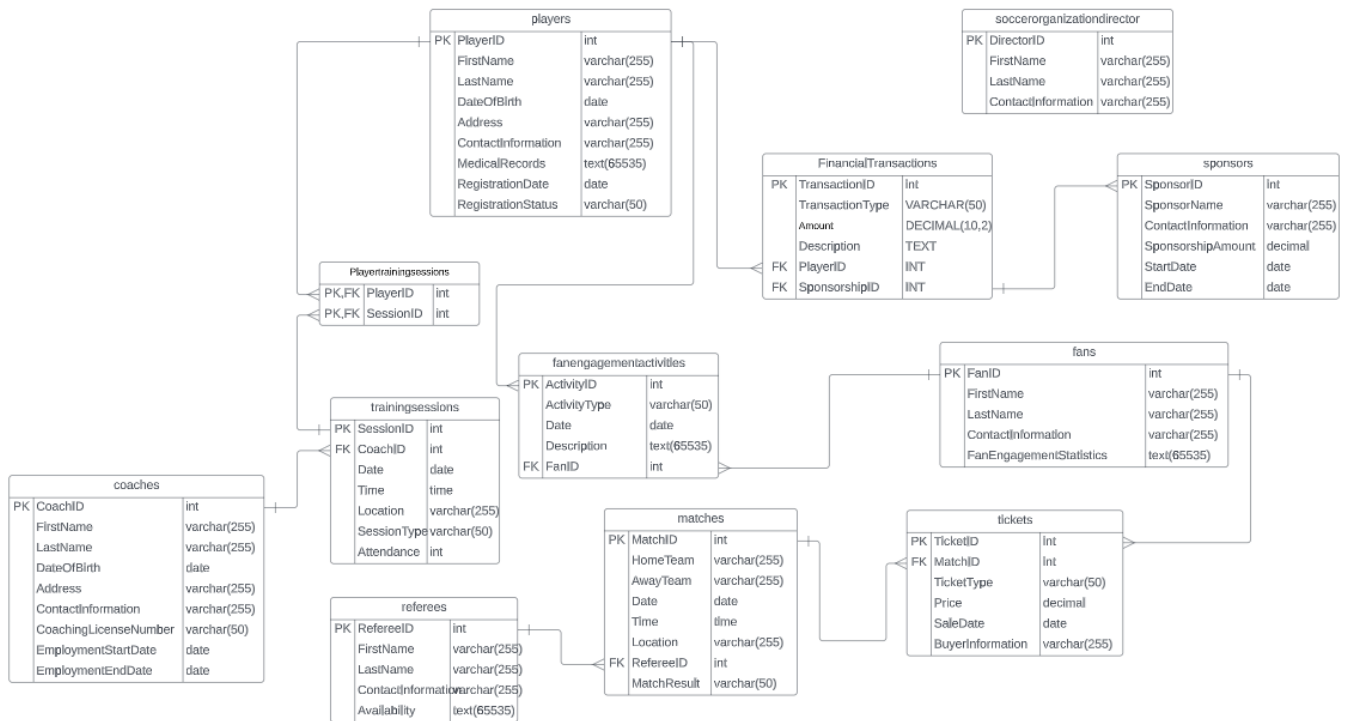 players
PK PlayerID int
FirstName varchar(255)
LastName varchar(255)
DateOfBirth date
Address varchar(255)
ContactInformation varchar(255)
MedicalRecords text(65535)
RegistrationDate date
RegistrationStatus varchar(50)
soccerorganizationdirector
PK DirectorID int
FirstName varchar(255)
LastName varchar(255)
ContactInformation varchar(255)
FinancialTransactions
PK TransactionID Int
TransactionType VARCHAR(50)
Amount DECIMAL(10,2)
Description TEXT
FK PlayerID INT
FK SponsorshipID INT
sponsors
PK SponsorID Int
SponsorName varchar(255)
ContactInformation varchar(255)
SponsorshipAmount decimal
StartDate date
EndDate date
Playertrainingsessions
PK,FK PlayerID int
PK,FK SessionID int
fanengagementactivities
PK ActivityID int
ActivityType varchar(50)
Date date
Description text(65535)
FK FanID int
fans
PK FanID int
FirstName varchar(255)
LastName varchar(255)
ContactInformation varchar(255)
FanEngagementStatistics text(65535)
trainingsessions
PK SessionID int
FK CoachID int
Date date
Time time
Location varchar(255)
SessionType varchar(50)
Attendance int
coaches
PK CoachID int
FirstName varchar(255)
LastName varchar(255)
DateOfBirth date
Address varchar(255)
ContactInformation varchar(255)
CoachingLicenseNumber varchar(50)
EmploymentStartDate date
EmploymentEndDate date
matches
PK MatchID int
HomeTeam varchar(255)
AwayTeam varchar(255)
Date date
Time time
Location varchar(255)
FK RefereeID int
MatchResult varchar(50)
tickets
PK TicketID Int
FK MatchID Int
TicketType varchar(50)
Price decimal
SaleDate date
BuyerInformation varchar(255)
referees
PK RefereeID int
FirstName varchar(255)
LastName varchar(255)
ContactInformation varchar(255)
Availability text(65535)